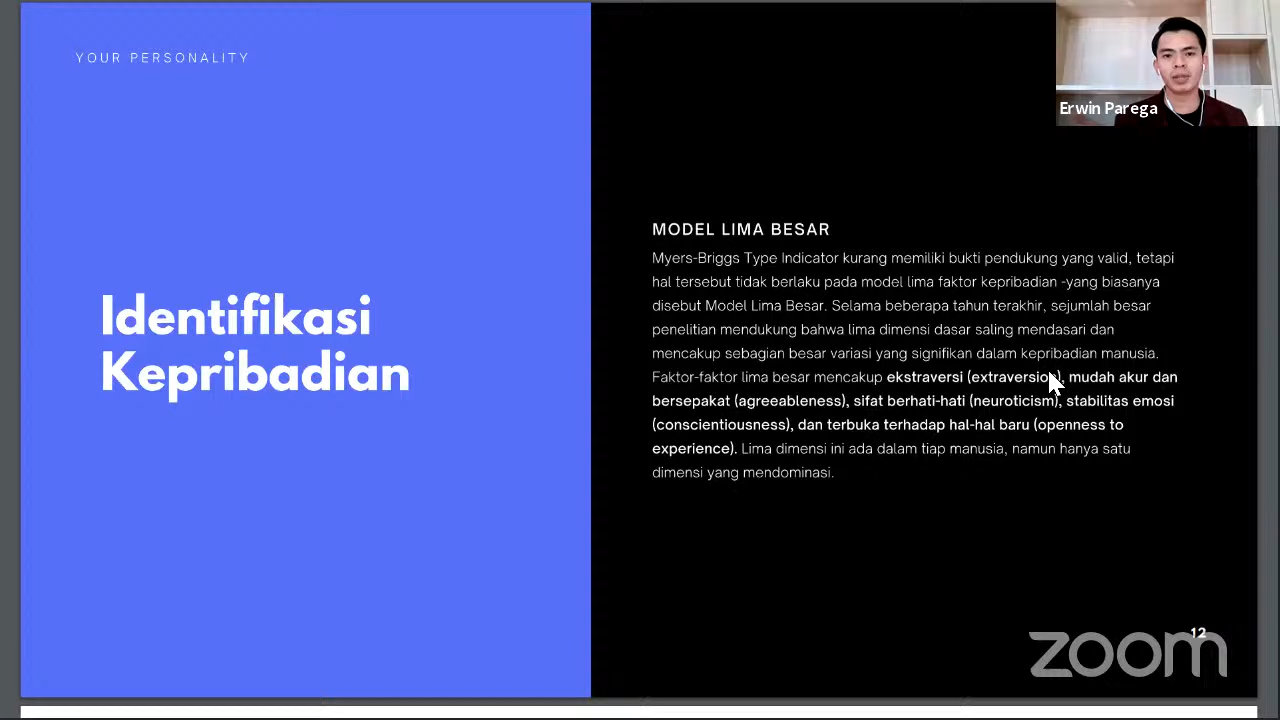 YOUR PERSONALITY
Erwin Parega
Identifikasi
Kepribadian
MODEL LIMA BESAR
Myers-Briggs Type Indicator kurang memiliki bukti pendukung yang valid, tetapi
hal tersebut tidak berlaku pada model lima faktor kepribadian -yang biasanya
disebut Model Lima Besar. Selama beberapa tahun terakhir, sejumlah besar
penelitian mendukung bahwa lima dimensi dasar saling mendasari dan
mencakup sebagian besar variasi yang signifikan dalam kepribadian manusia.
Faktor-faktor lima besar mencakup ekstraversi (extraversion), mudah akur dan
bersepakat (agreeableness), sifat berhati-hati (neuroticism), stabilitas emosi
(conscientiousness), dan terbuka terhadap hal-hal baru (openness to
experience). Lima dimensi ini ada dalam tiap manusia, namun hanya satu
dimensi yang mendominasi.
12
zoom